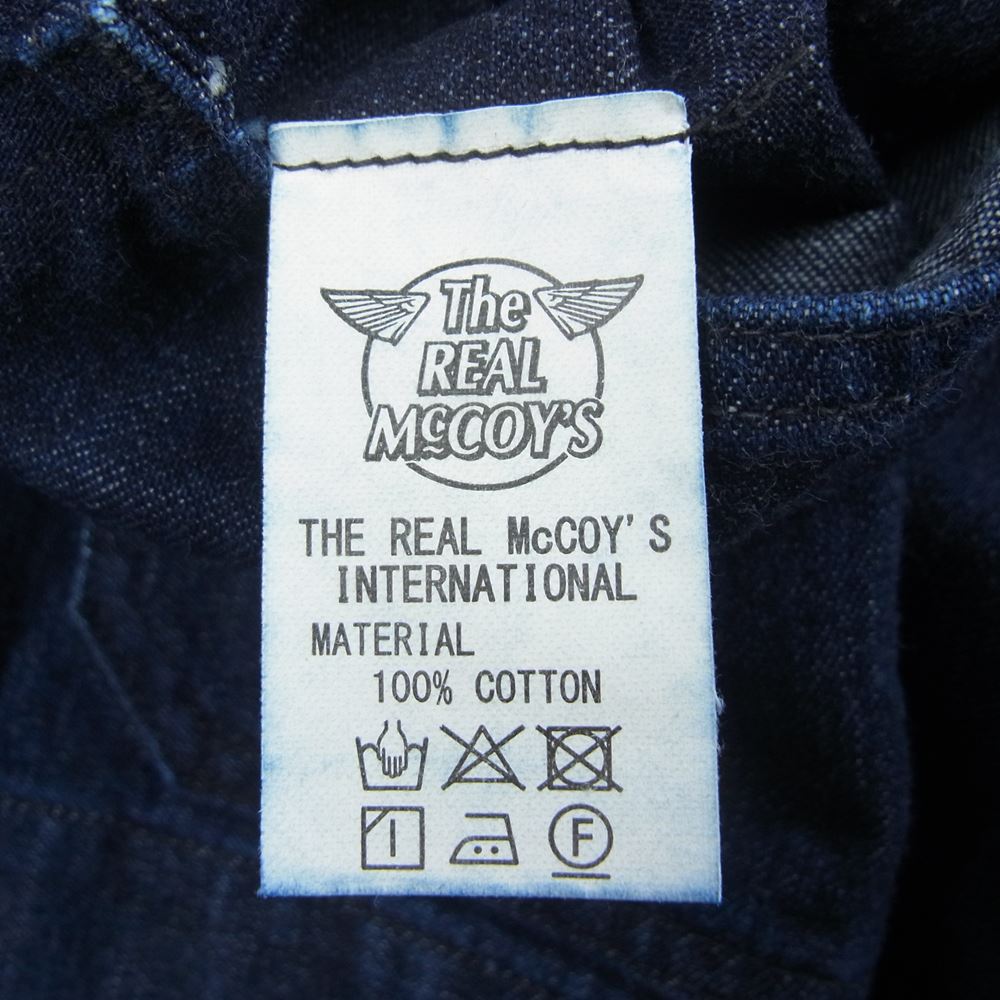 The
REAL
McCOY'S
THE REAL McCOY'S
INTERNATIONAL
MATERIAL
100% COTTON
F